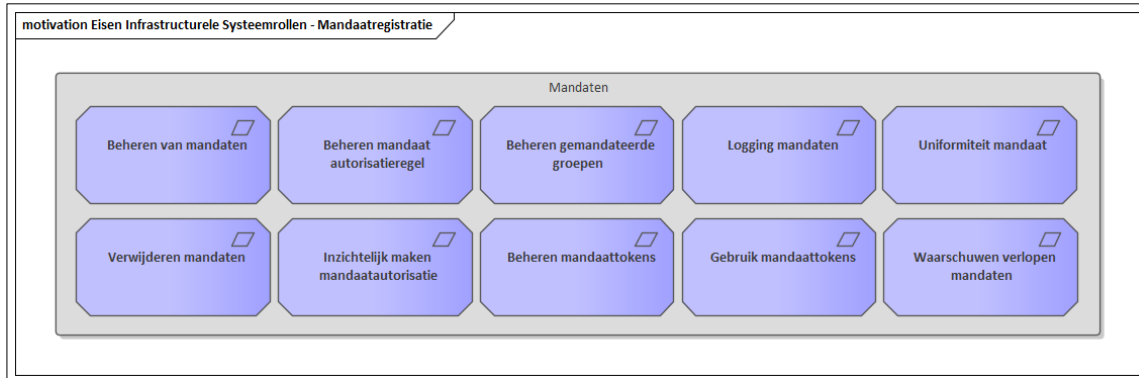 motivation Eisen Infrastructurele Systeemrollen - Mandaatregistratie
Mandaten
Beheren van mandaten
Beheren mandaat
autorisatieregel
Beheren gemandateerde
groepen
Logging mandaten
Uniformiteit mandaat
Verwijderen mandaten
Inzichtelijk maken
mandaatautorisatie
Beheren mandaattokens
Gebruik mandaattokens
Waarschuwen verlopen
mandaten